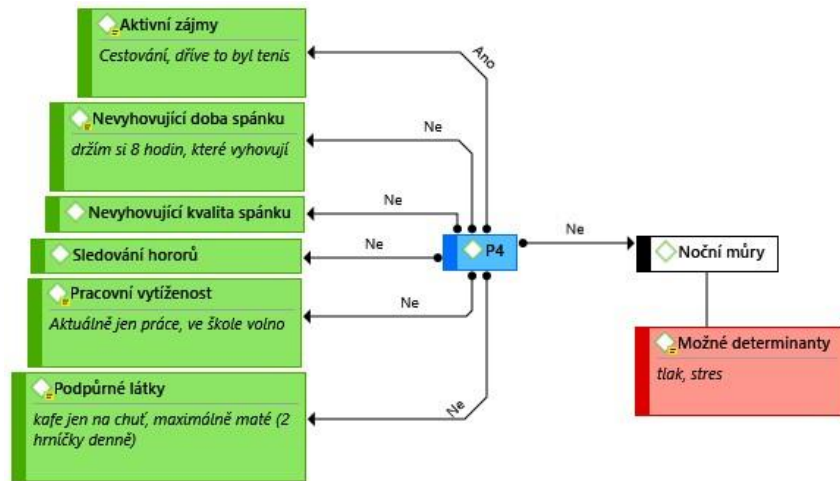 Aktivní zájmy
Cestování, dříve to byl tenis
Ano
Nevyhovující doba spánku
držím si 8 hodin, které vyhovují
Ne
Nevyhovující kvalita spánku
Ne
Sledování hororů
Ne
P4
Ne
Noční můry
Pracovní vytíženost
Aktuálně jen práce, ve škole volno
Ne
Možné determinanty
tlak, stres
Podpůrné látky
kafe jen na chuť, maximálně maté (2
hrníčky denně)
Ne